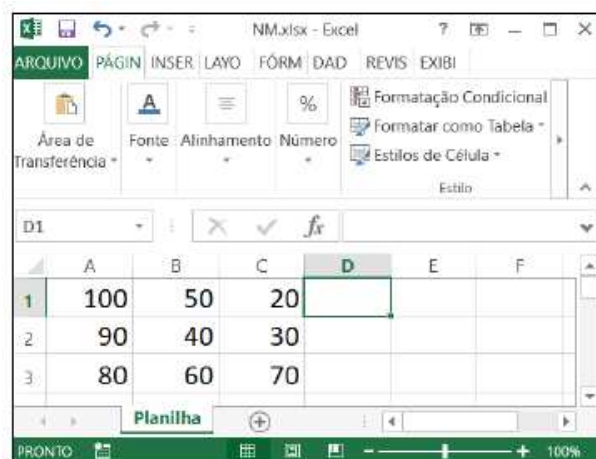 NM.xlsx - Excel ?
ARQUIVO PÁGIN INSER LAYO FÓRM DAD REVIS EXIBI
Área de Transferência
Fonte
Alinhamento
% Número
Formatação Condicional
Formatar como Tabela
Estilos de Célula
Estilo
D1 fx
A B C D E F
1 100 50 20
2 90 40 30
3 80 60 70
Planilha
PRONTO 100%